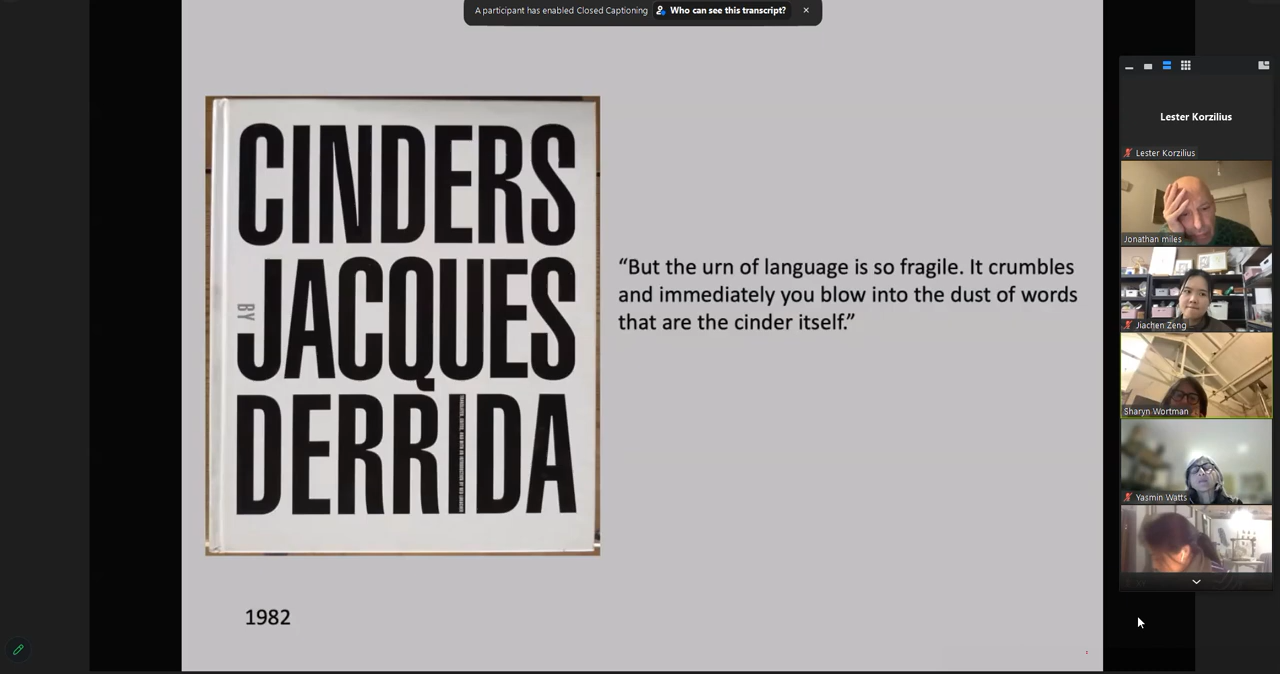 A participant has enabled Closed Captioning Who can see this transcript?
CINDERS
BY JACQUES
DERRIDA
“But the urn of language is so fragile. It crumbles
and immediately you blow into the dust of words
that are the cinder itself.”
1982
Lester Korzilius
Lester Korzilius
Jonathan miles
Jiachen Zeng
Sharyn Wortman
Yasmin Watts